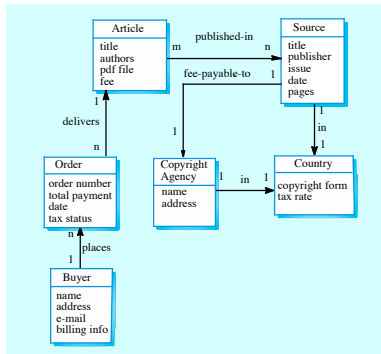 Article
title
authors
pdf file
fee
m
published-in
n
Source
title
publisher
issue
date
pages
fee-payable-to
1
1
delivers
n
1
in
1
1
Order
order number
total payment
date
tax status
Copyright
Agency
name
address
1
in
1
Country
copyright form
tax rate
n
places
1
Buyer
name
address
e-mail
billing info